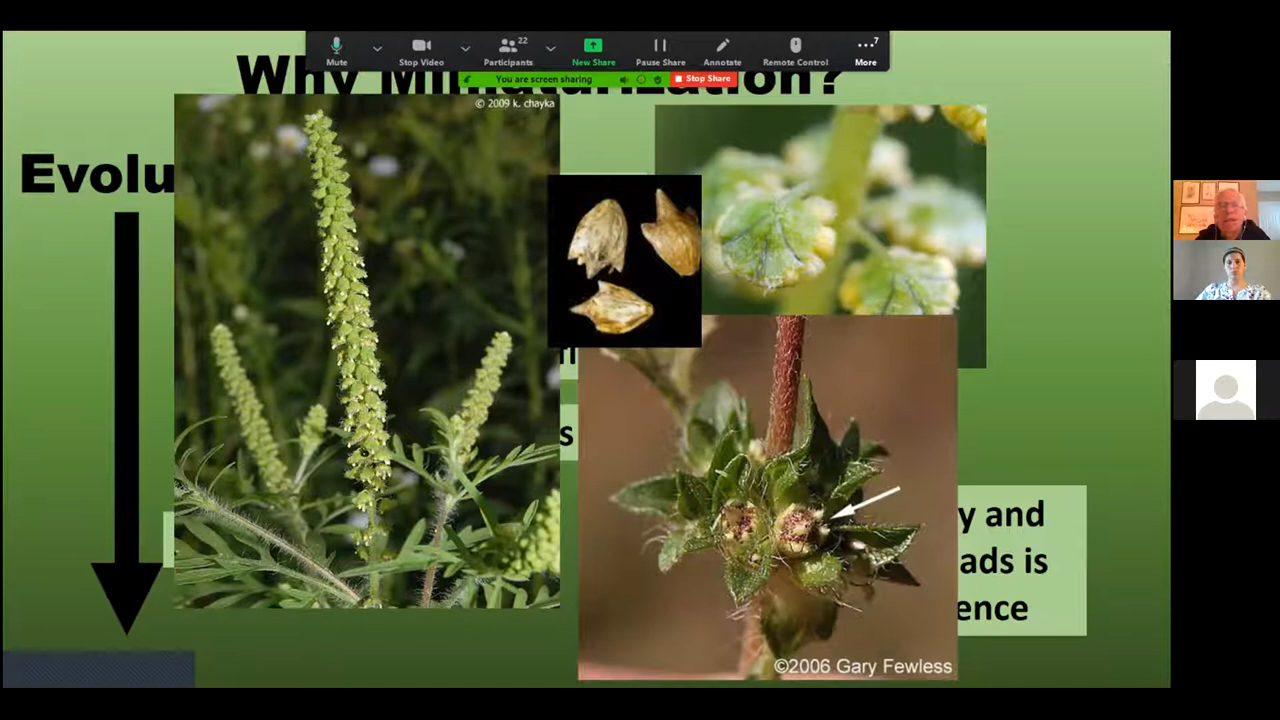 22
7
Mute
Stop Video
Participants
New Share
Pause Share
Annotate
Remote Control
More
You are screen sharing
Stop Share
Why Miniaturization?
© 2009 k. chayka
Evolu
s
y and
ads is
ence
©2006 Gary Fewless